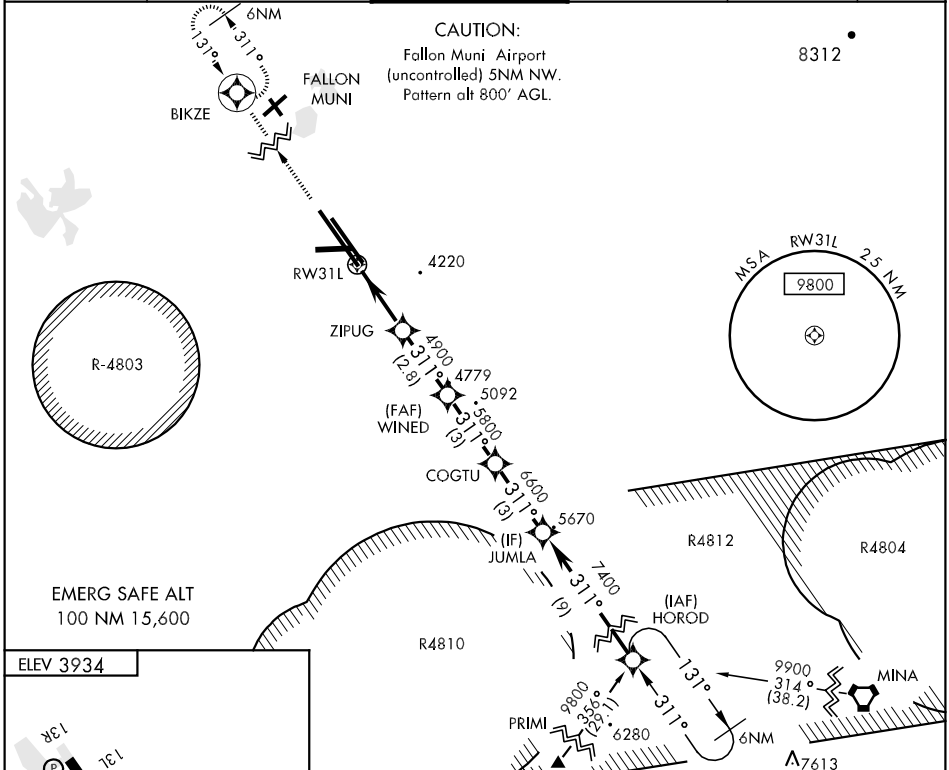 6NM
131°
311°
BIKZE
FALLON
MUNI
CAUTION:
Fallon Muni Airport
(uncontrolled) 5NM NW.
Pattern alt 800' AGL.
8312
RW31L
4220
MSA RW31L 25 NM
9800
R-4803
ZIPUG
4900
311°
(2.8)
4779
5092
(FAF)
WINED
5800
311°
(3)
COGTU
6600
311°
(3)
5670
(IF)
JUMLA
R4812
R4804
7400
311°
(9)
(IAF)
HOROD
EMERG SAFE ALT
100 NM 15,600
R4810
131°
311°
6NM
9900
314°
(38.2)
MINA
PRIMI
9800
356°
(29.1)
6280
7613
ELEV 3934
13R
13L
P